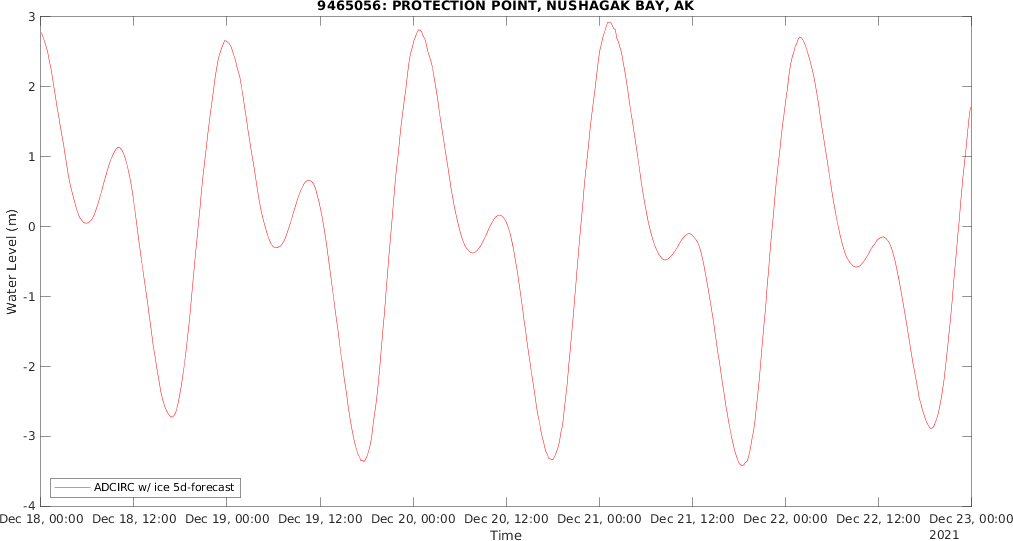 9465056: PROTECTION POINT, NUSHAGAK BAY, AK
3
2
1
0
-1
-2
-3
-4
Water Level (m)
ADCIRC w/ ice 5d-forecast
Dec 18, 00:00 Dec 18, 12:00 Dec 19, 00:00 Dec 19, 12:00 Dec 20, 00:00 Dec 20, 12:00 Dec 21, 00:00 Dec 21, 12:00 Dec 22, 00:00 Dec 22, 12:00 Dec 23, 00:00
Time
2021